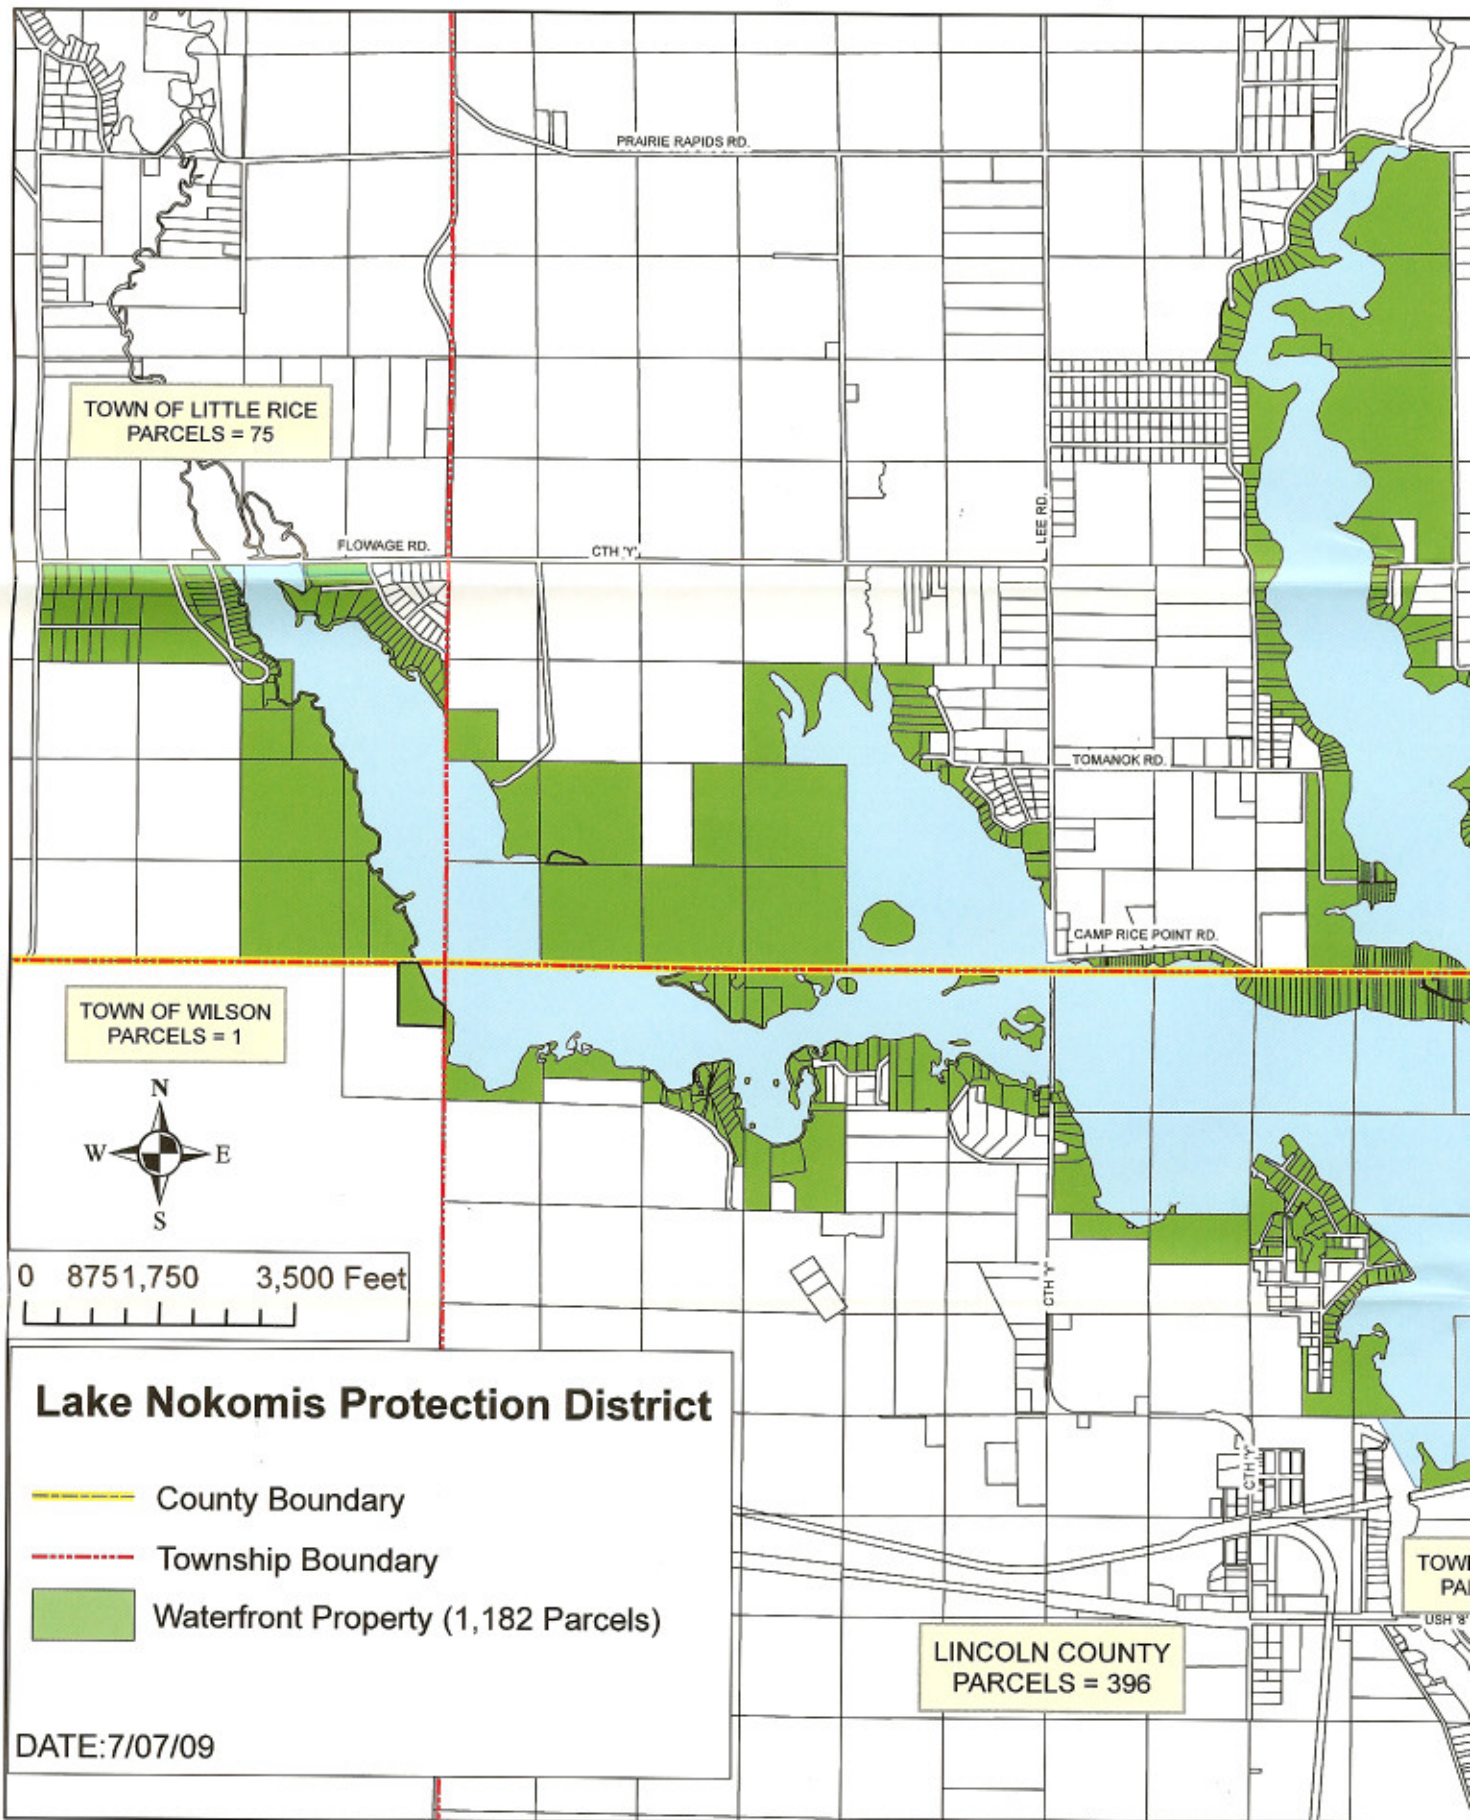 PRAIRIE RAPIDS RD.
TOWN OF LITTLE RICE
PARCELS = 75
LEE RD.
FLOWAGE RD.
CTH 'Y'
TOMANOK RD.
CAMP RICE POINT RD.
TOWN OF WILSON
PARCELS = 1
N
W E
S
0 8751,750 3,500 Feet
CTH 'Y'
Lake Nokomis Protection District
County Boundary
Township Boundary
Waterfront Property (1,182 Parcels)
DATE:7/07/09
CTH 'Y'
USH '8'
LINCOLN COUNTY
PARCELS = 396